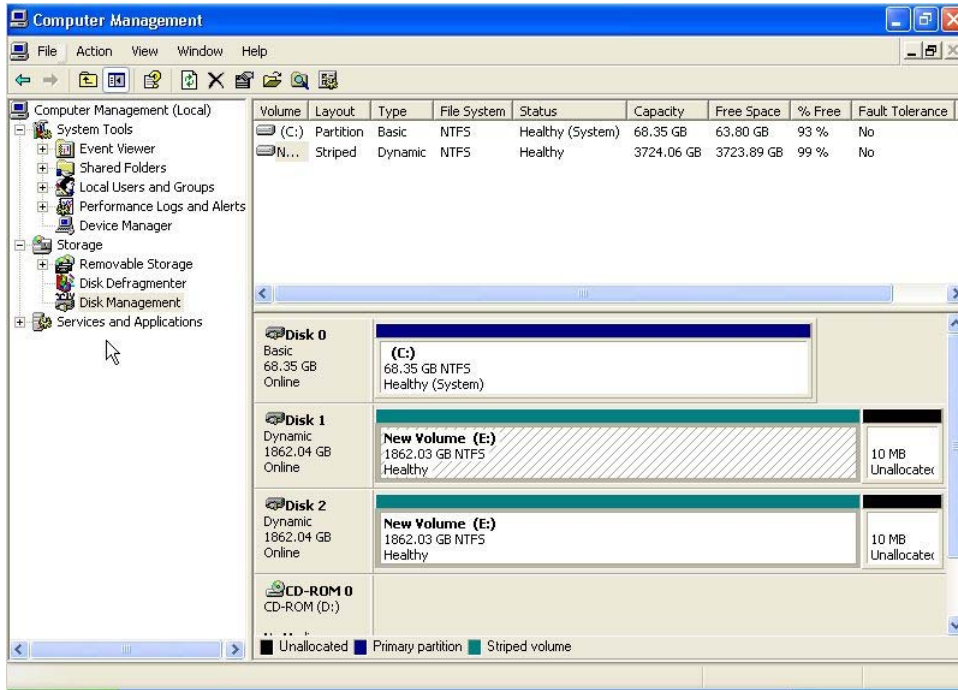 Computer Management
File Action View Window Help
Computer Management (Local)
System Tools
Event Viewer
Shared Folders
Local Users and Groups
Performance Logs and Alerts
Device Manager
Storage
Removable Storage
Disk Defragmenter
Disk Management
Services and Applications
Volume Layout Type File System Status Capacity Free Space % Free Fault Tolerance
(C:) Partition Basic NTFS Healthy (System) 68.35 GB 63.80 GB 93 % No
N... Striped Dynamic NTFS Healthy 3724.06 GB 3723.89 GB 99 % No
Disk 0
Basic
68.35 GB
Online
(C:)
68.35 GB NTFS
Healthy (System)
Disk 1
Dynamic
1862.04 GB
Online
New Volume (E:)
1862.03 GB NTFS
Healthy
10 MB
Unallocated
Disk 2
Dynamic
1862.04 GB
Online
New Volume (E:)
1862.03 GB NTFS
Healthy
10 MB
Unallocated
CD-ROM 0
CD-ROM (D:)
Unallocated Primary partition Striped volume